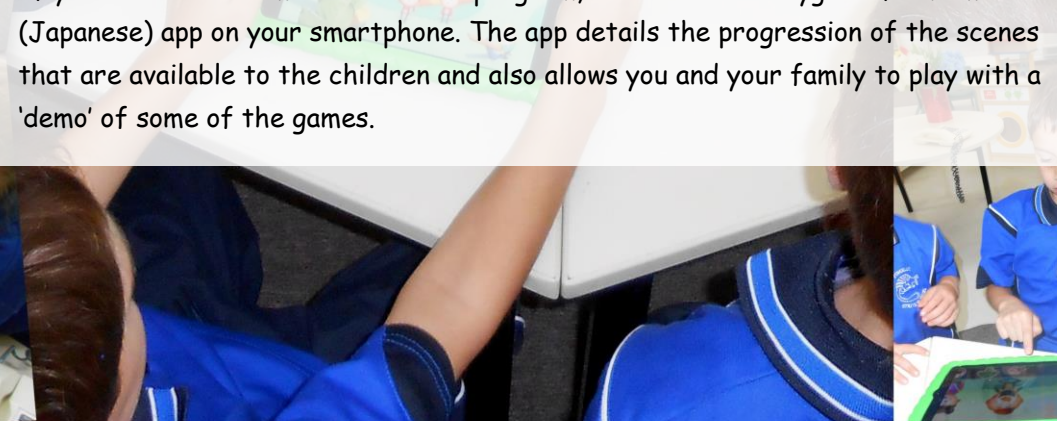 (Japanese) app on your smartphone. The app details the progression of the scenes
that are available to the children and also allows you and your family to play with a
‘demo’ of some of the games.